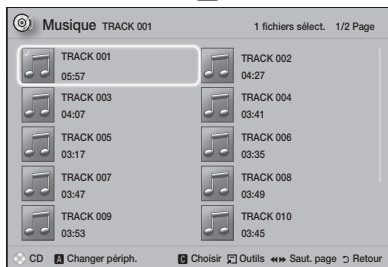 Musique TRACK 001 1 fichiers sélect. 1/2 Page
TRACK 001 TRACK 002
05:57 04:27
TRACK 003 TRACK 004
04:07 03:41
TRACK 005 TRACK 006
03:17 03:35
TRACK 007 TRACK 008
03:47 03:49
TRACK 009 TRACK 010
03:53 03:45
CD A Changer périph. C Choisir Outils Saut. page Retour